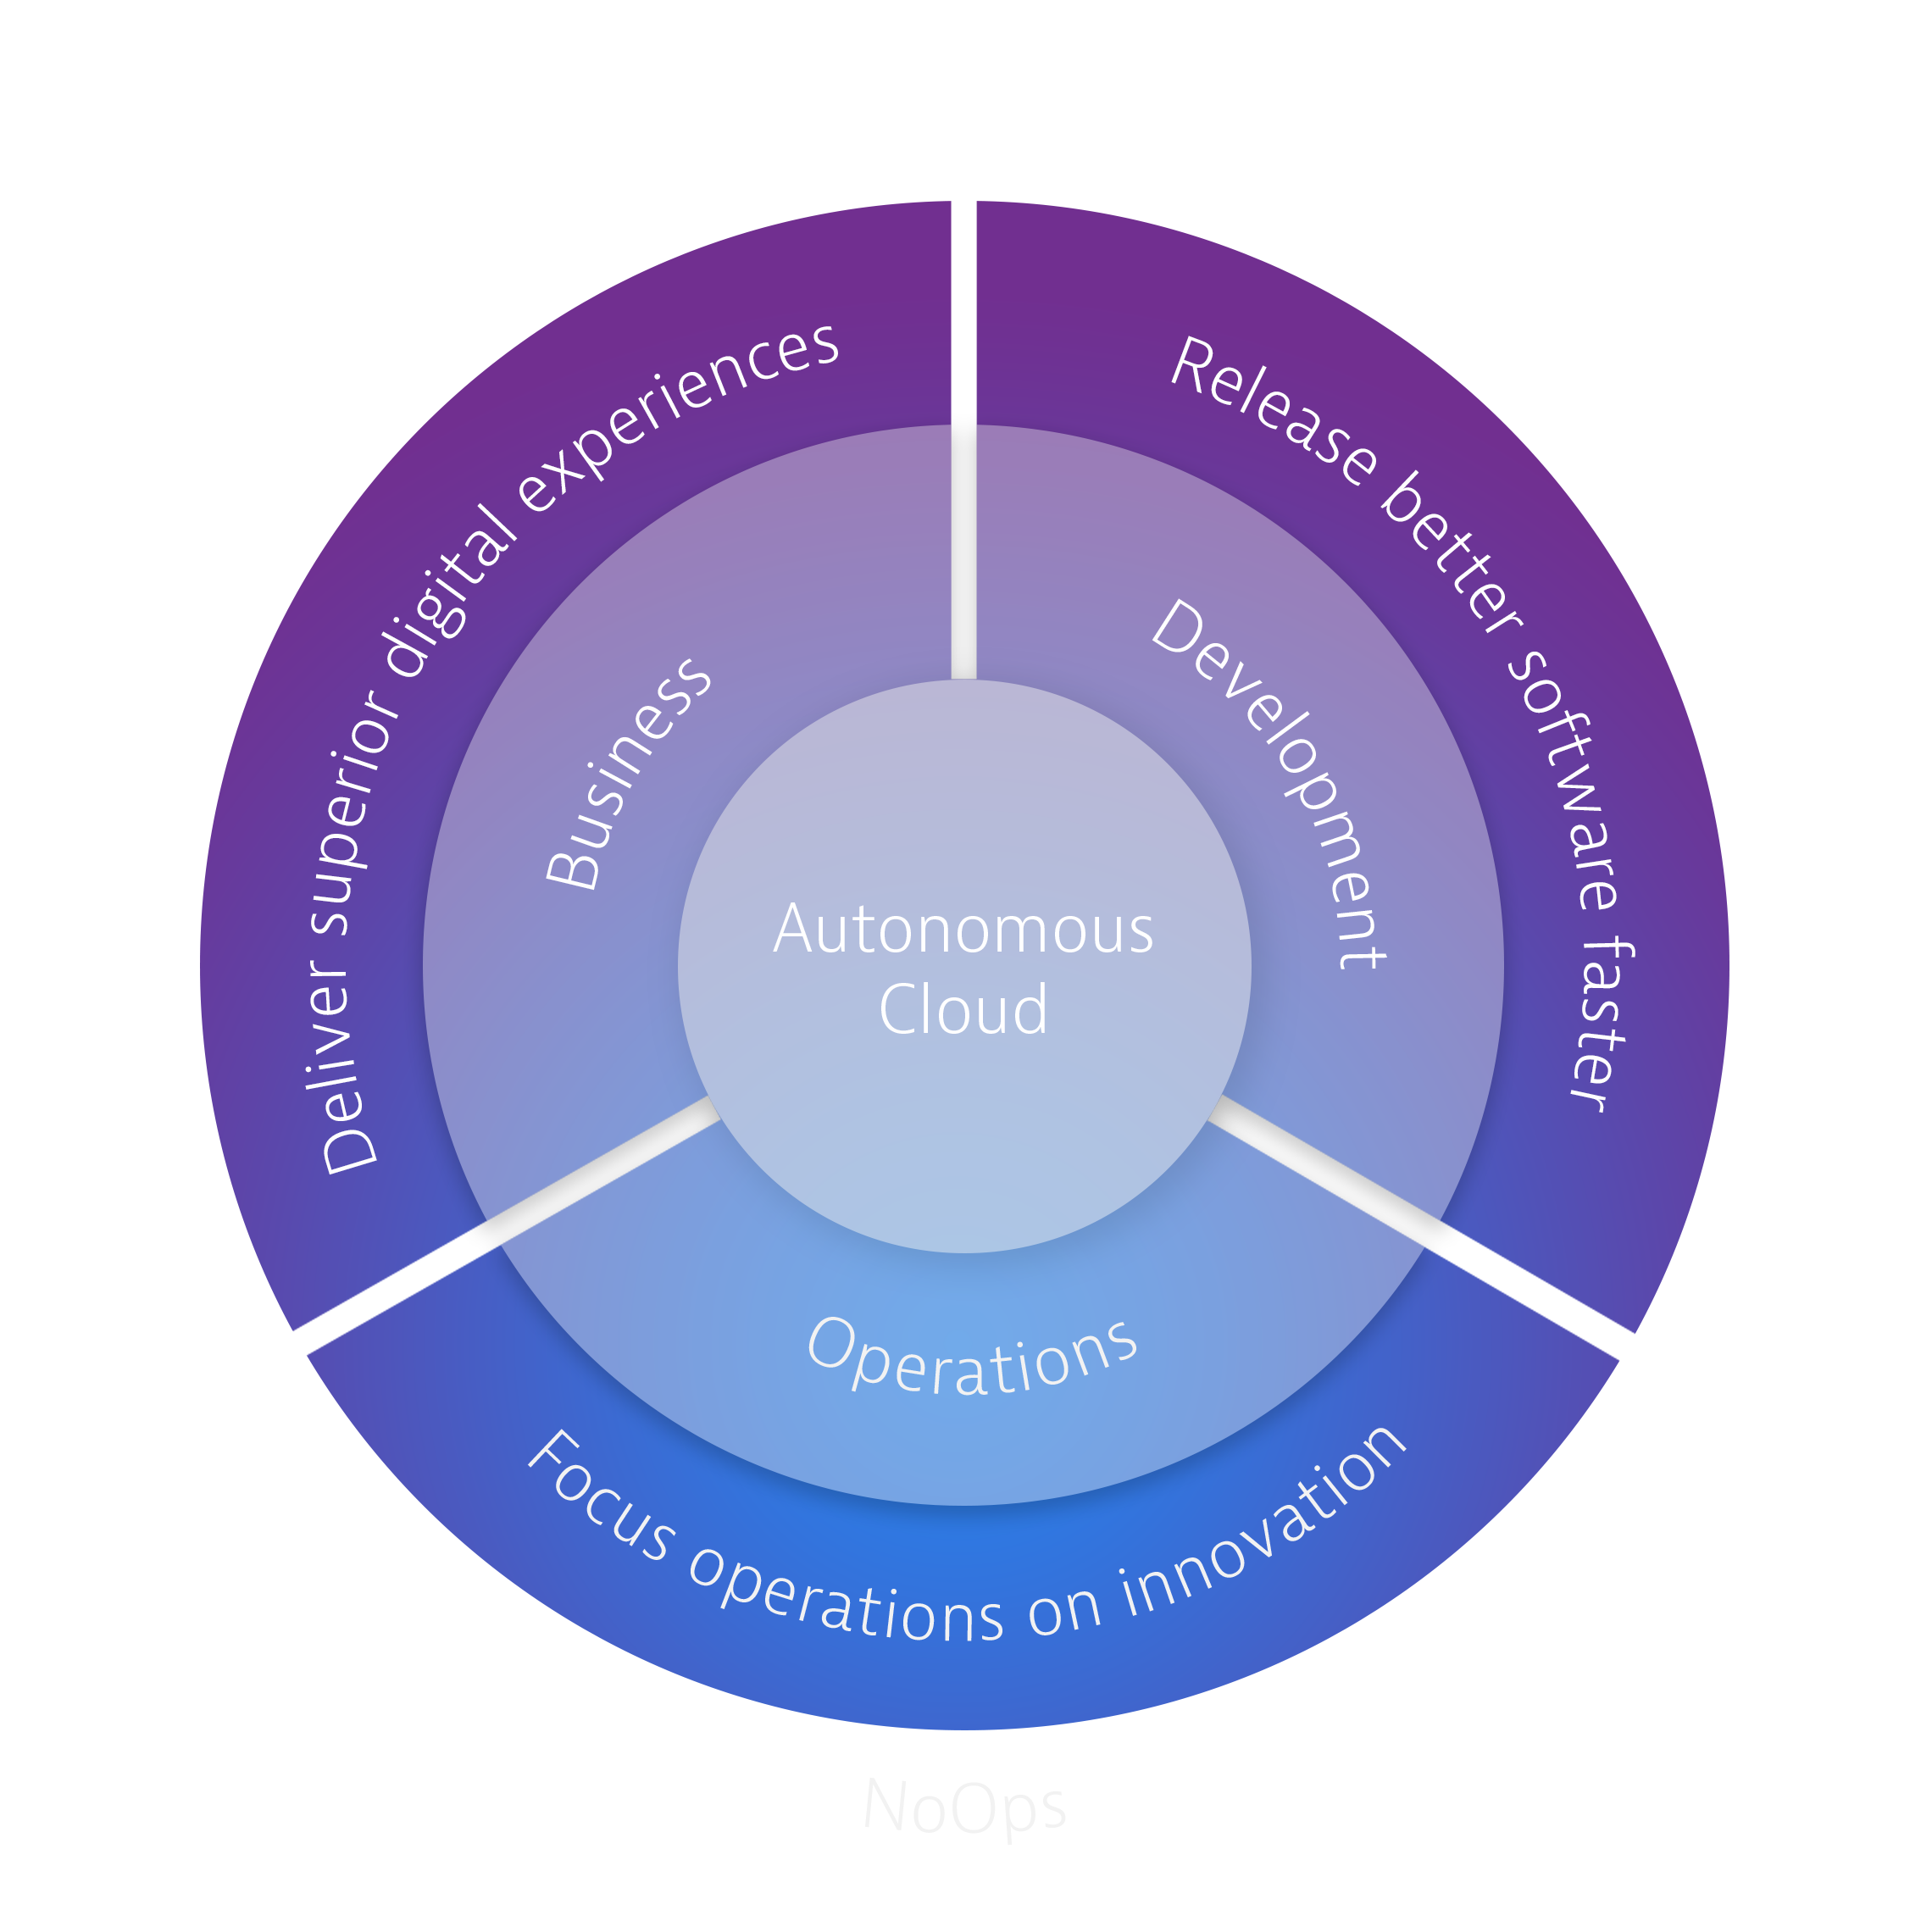 Deliver superior digital experiences
Release better software faster
Business
Development
Autonomous
Cloud
Operations
Focus operations on innovation
NoOps